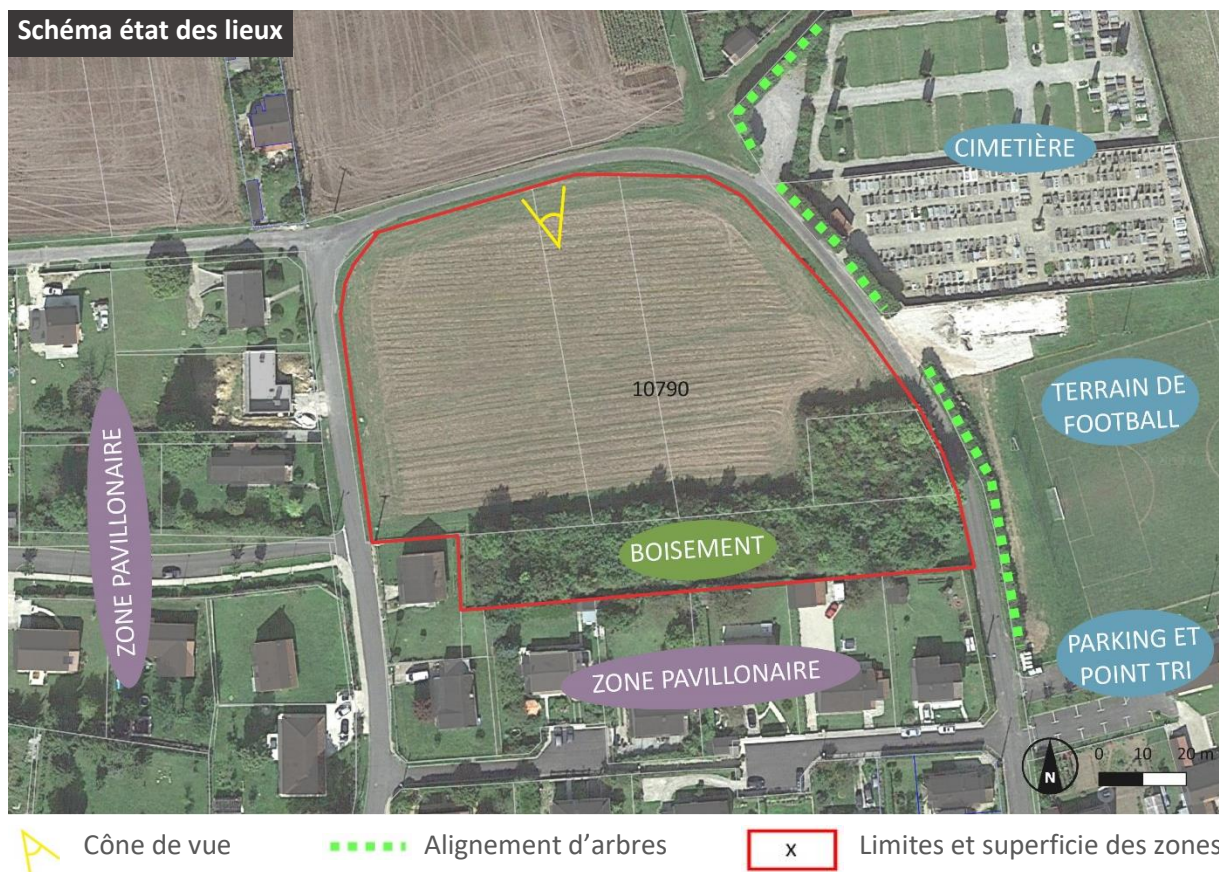 Schéma état des lieux
CIMETIÈRE
10790
TERRAIN DE
FOOTBALL
ZONE PAVILLONAIRE
BOISEMENT
ZONE PAVILLONAIRE
PARKING ET
POINT TRI
0 10 20 m
N
Cône de vue
Alignement d'arbres
x
Limites et superficie des zones